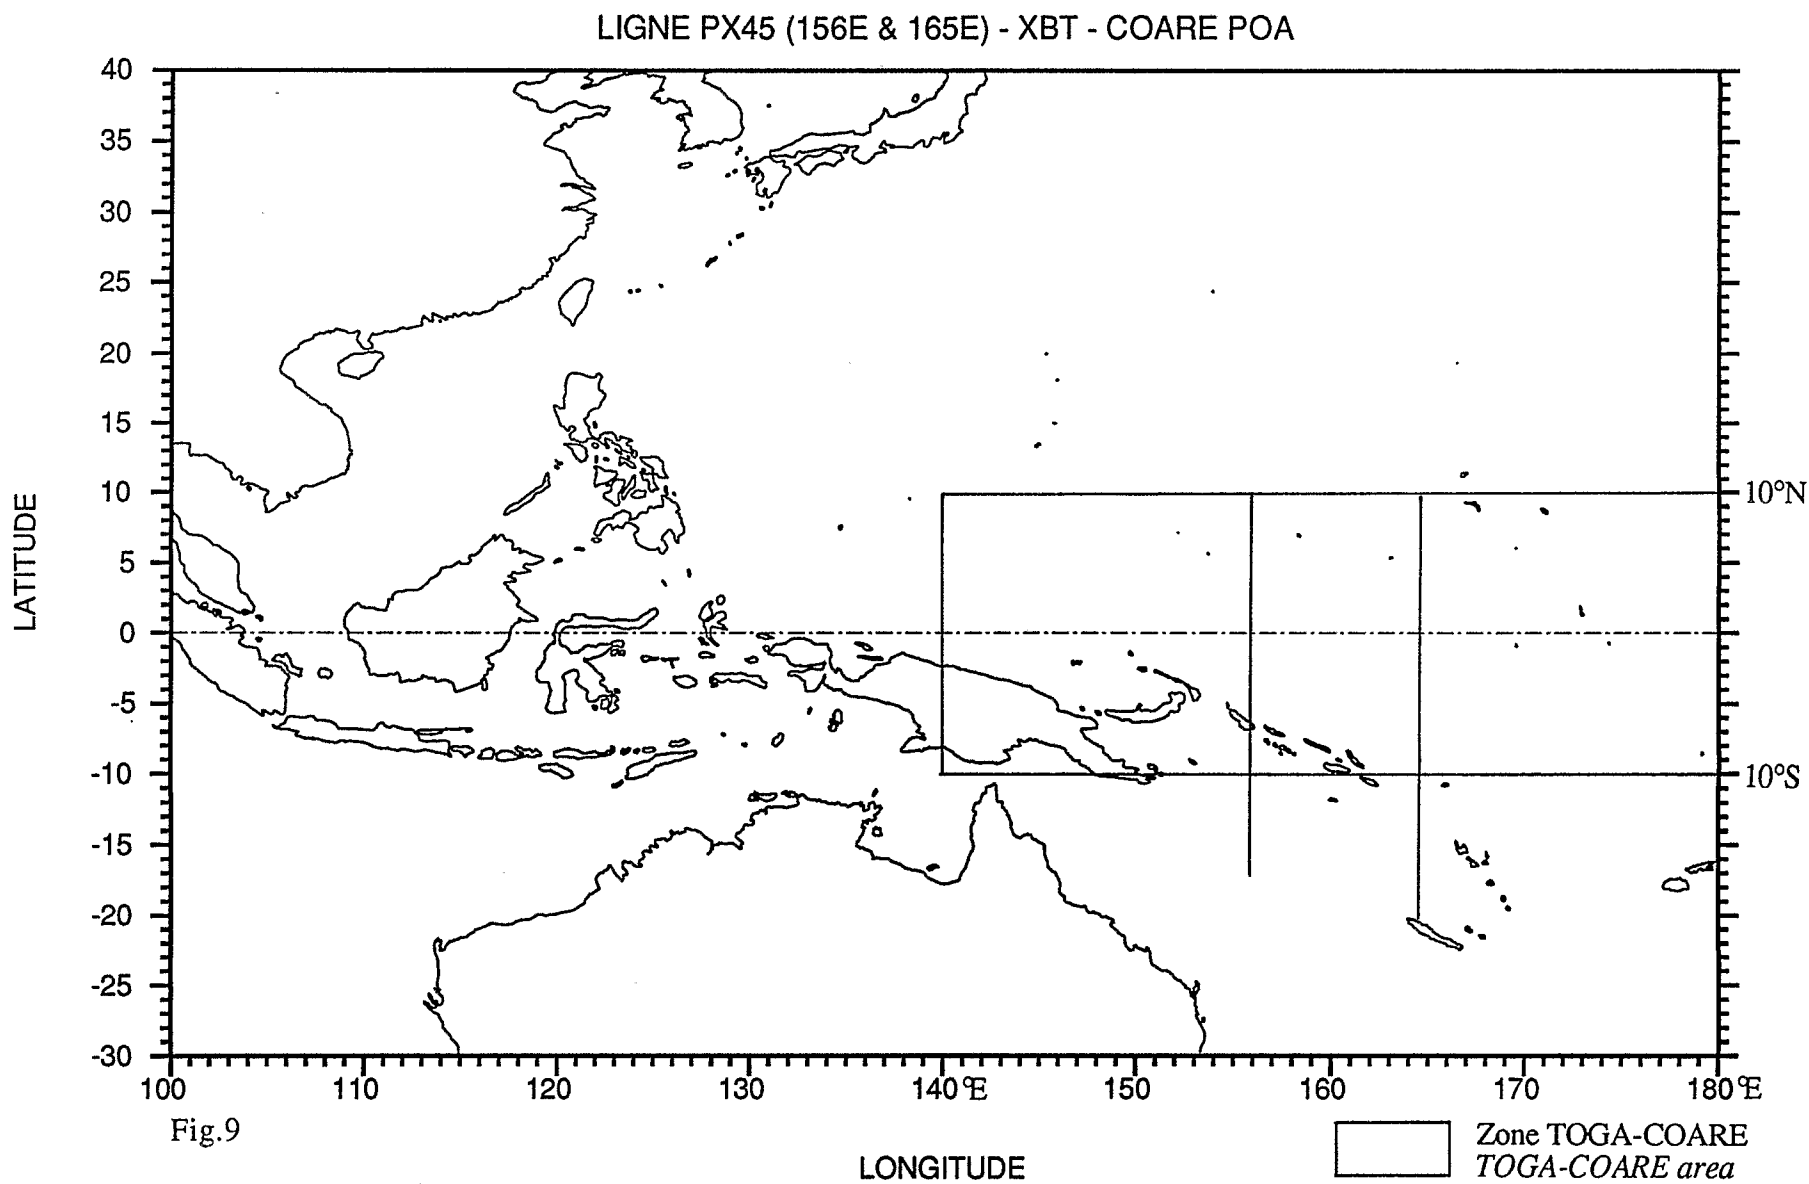 LIGNE PX45 (156E & 165E) - XBT - COARE POA
40
35
30
25
20
15
10
5
0
-5
-10
-15
-20
-25
-30
LATITUDE
10°N
10°S
100 110 120 130 140°E 150 160 170 180°E
Fig.9
LONGITUDE
Zone TOGA-COARE
TOGA-COARE area